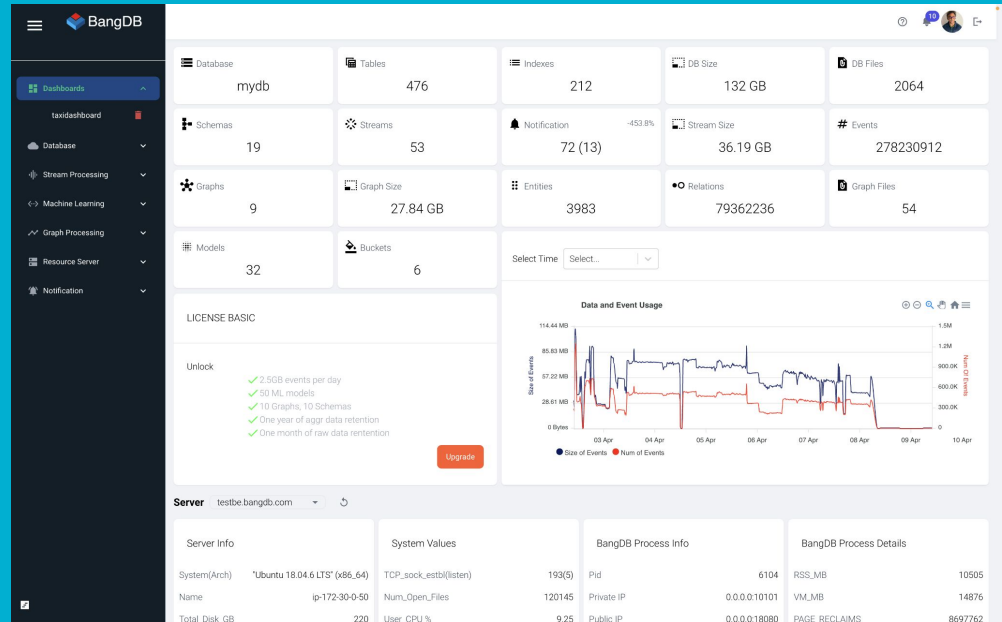 BangDB
10
Dashboards
taxidashboard
Database
Stream Processing
Machine Learning
Graph Processing
Resource Server
Notification
Database
mydb
Tables
476
Indexes
212
DB Size
132 GB
DB Files
2064
Schemas
19
Streams
53
Notification
-453.8%
72 (13)
Stream Size
36.19 GB
Events
278230912
Graphs
9
Graph Size
27.84 GB
Entities
3983
Relations
79362236
Graph Files
54
Models
32
Buckets
6
Select Time
Select...
LICENSE BASIC
Unlock
2.5GB events per day
50 ML models
10 Graphs, 10 Schemas
One year of aggr data retention
One month of raw data rentention
Upgrade
Data and Event Usage
Size of Events
114.44 MB
85.83 MB
57.22 MB
28.61 MB
0 Bytes
1.5M
1.2M
900.0K
600.0K
300.0K
0
Num Of Events
03 Apr 04 Apr 05 Apr 06 Apr 07 Apr 08 Apr 09 Apr 10 Apr
Size of Events Num of Events
Server testbe.bangdb.com
Server Info
System(Arch) "Ubuntu 18.04.6 LTS" (x86_64)
Name ip-172-30-0-50
Total Disk GB 220
System Values
TCP_sock_estbl(listen) 193(5)
Num_Open_Files 120145
User CPU % 9.25
BangDB Process Info
Pid 6104
Private IP 0.0.0.0:10101
Public IP 0.0.0.0:18080
BangDB Process Details
RSS_MB 10505
VM_MB 14876
PAGE RECLAIMS 8697762